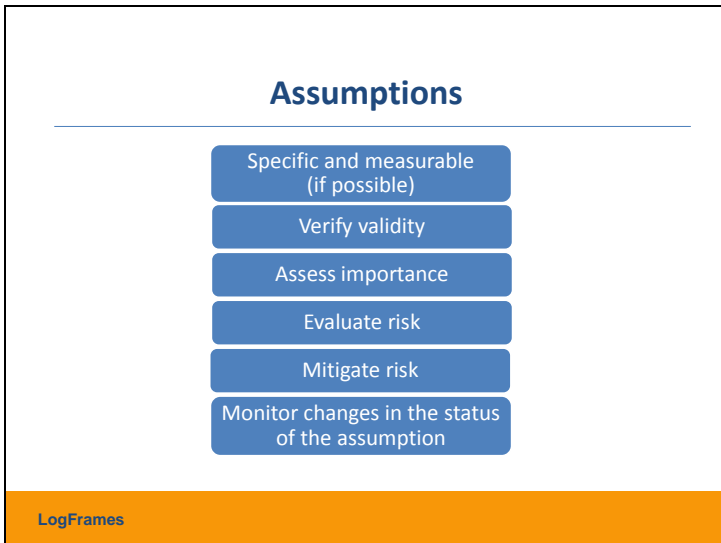 Assumptions
Specific and measurable
(if possible)
Verify validity
Assess importance
Evaluate risk
Mitigate risk
Monitor changes in the status
of the assumption
LogFrames